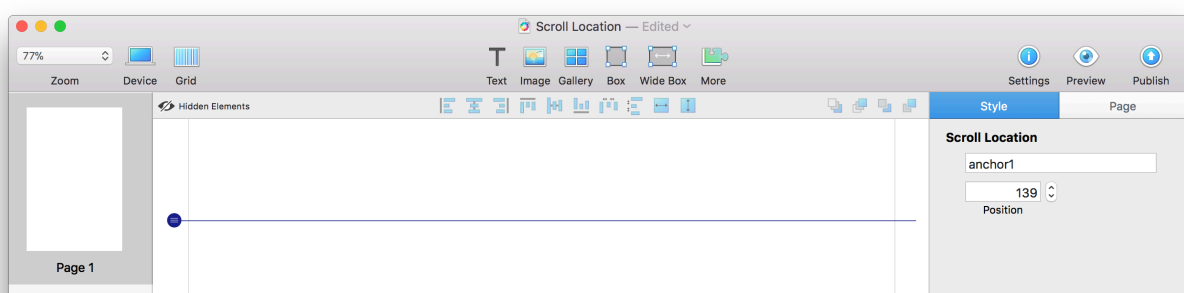 Scroll Location — Edited
77%
Zoom Device Grid Text Image Gallery Box Wide Box More Settings Preview Publish
Hidden Elements
Style Page
Scroll Location
anchor1
139
Position
Page 1